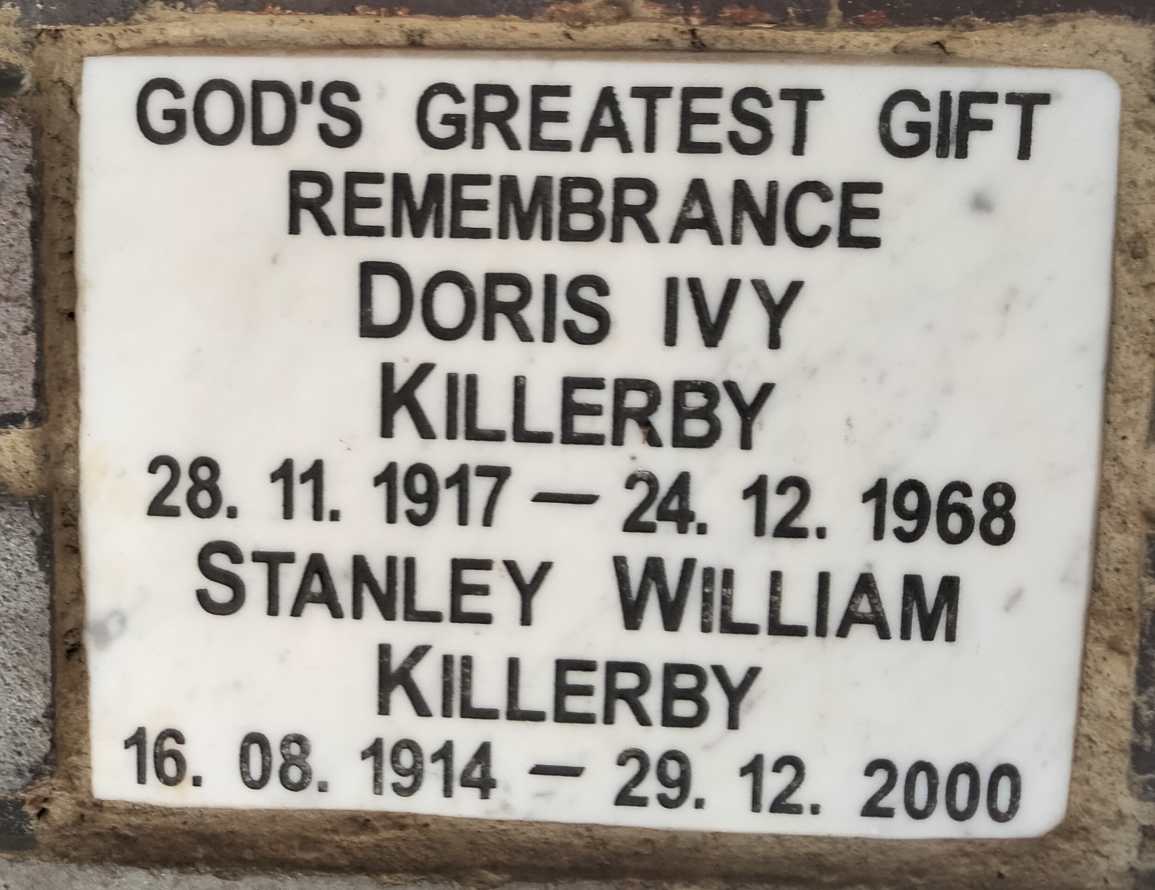 GOD'S GREATEST GIFT
REMEMBRANCE
DORIS IVY
KILLERBY
28. 11. 1917 — 24. 12. 1968
STANLEY WILLIAM
KILLERBY
16. 08. 1914 — 29. 12. 2000